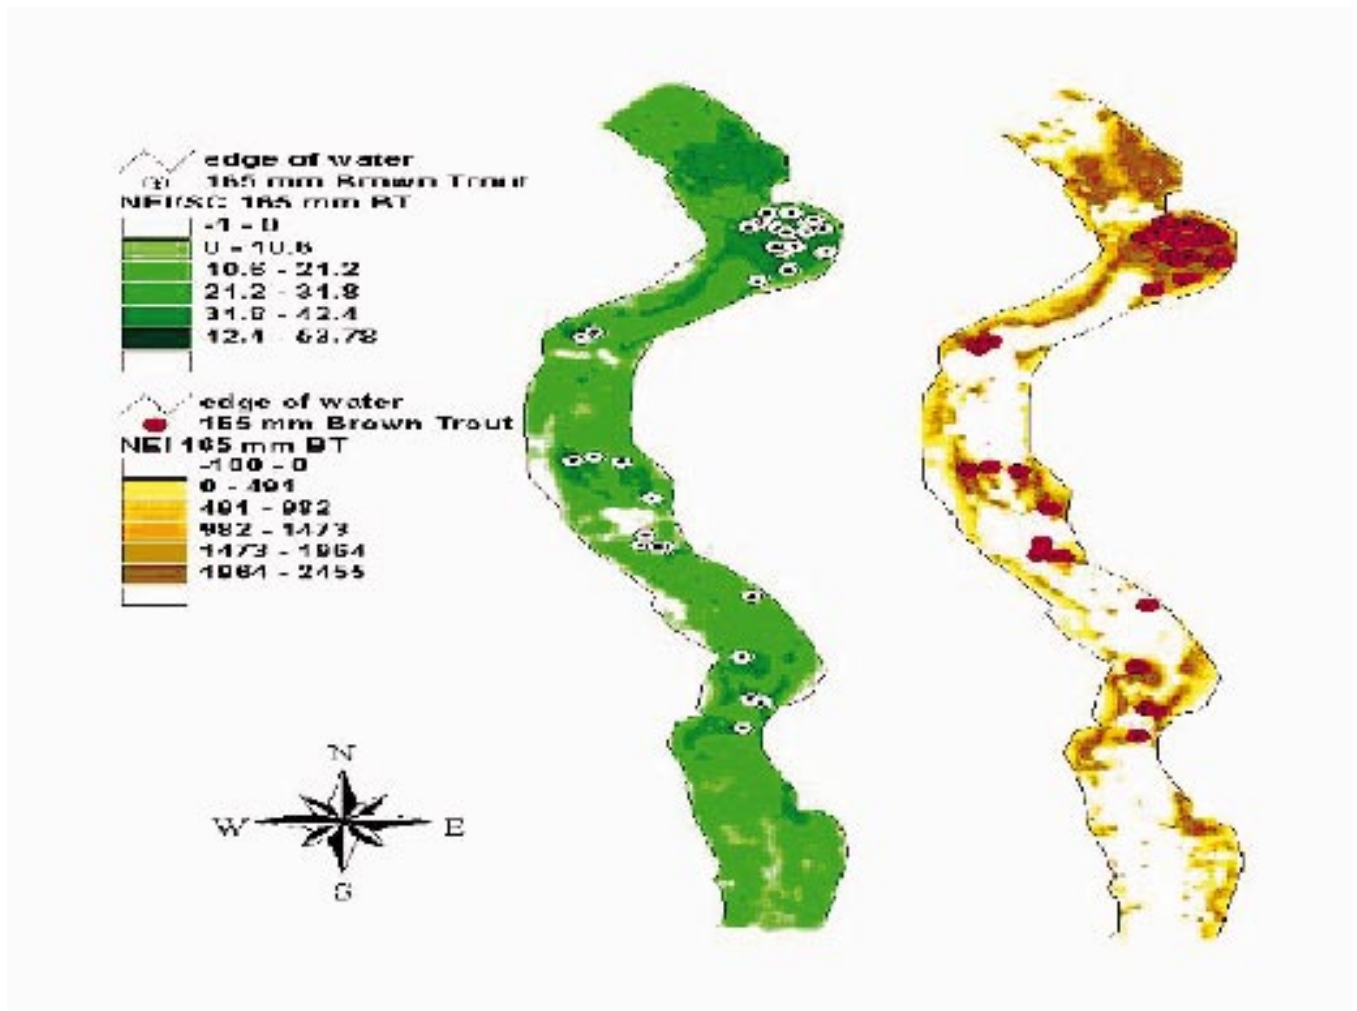 edge of water
165 mm Brown Trout
NEI/SC 165 mm BT
-1 - 0
0 - 10.6
10.6 - 21.2
21.2 - 31.8
31.8 - 42.4
42.4 - 63.78
edge of water
165 mm Brown Trout
NEI 165 mm BT
-100 - 0
0 - 491
491 - 982
982 - 1473
1473 - 1964
1964 - 2455
N
W E
S